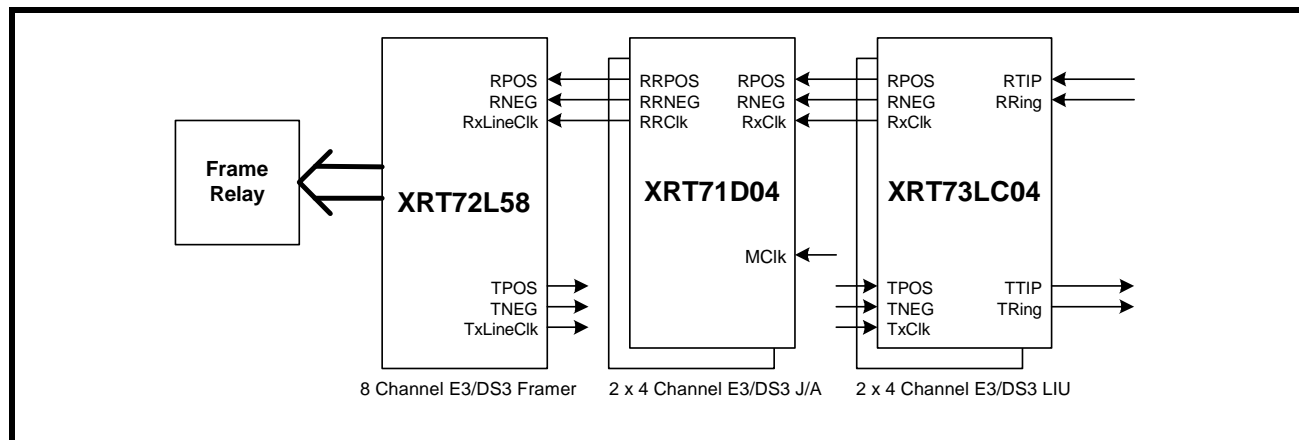 RPOS RRPOS RPOS RPOS RTIP
RNEG RRNEG RNEG RNEG RRing
RxLineClk RRClk RxClk RxClk
Frame
Relay
XRT72L58 XRT71D04 XRT73LC04
MClk
TPOS TPOS TTIP
TNEG TNEG TRing
TxLineClk TxClk
8 Channel E3/DS3 Framer 2 x 4 Channel E3/DS3 J/A 2 x 4 Channel E3/DS3 LIU